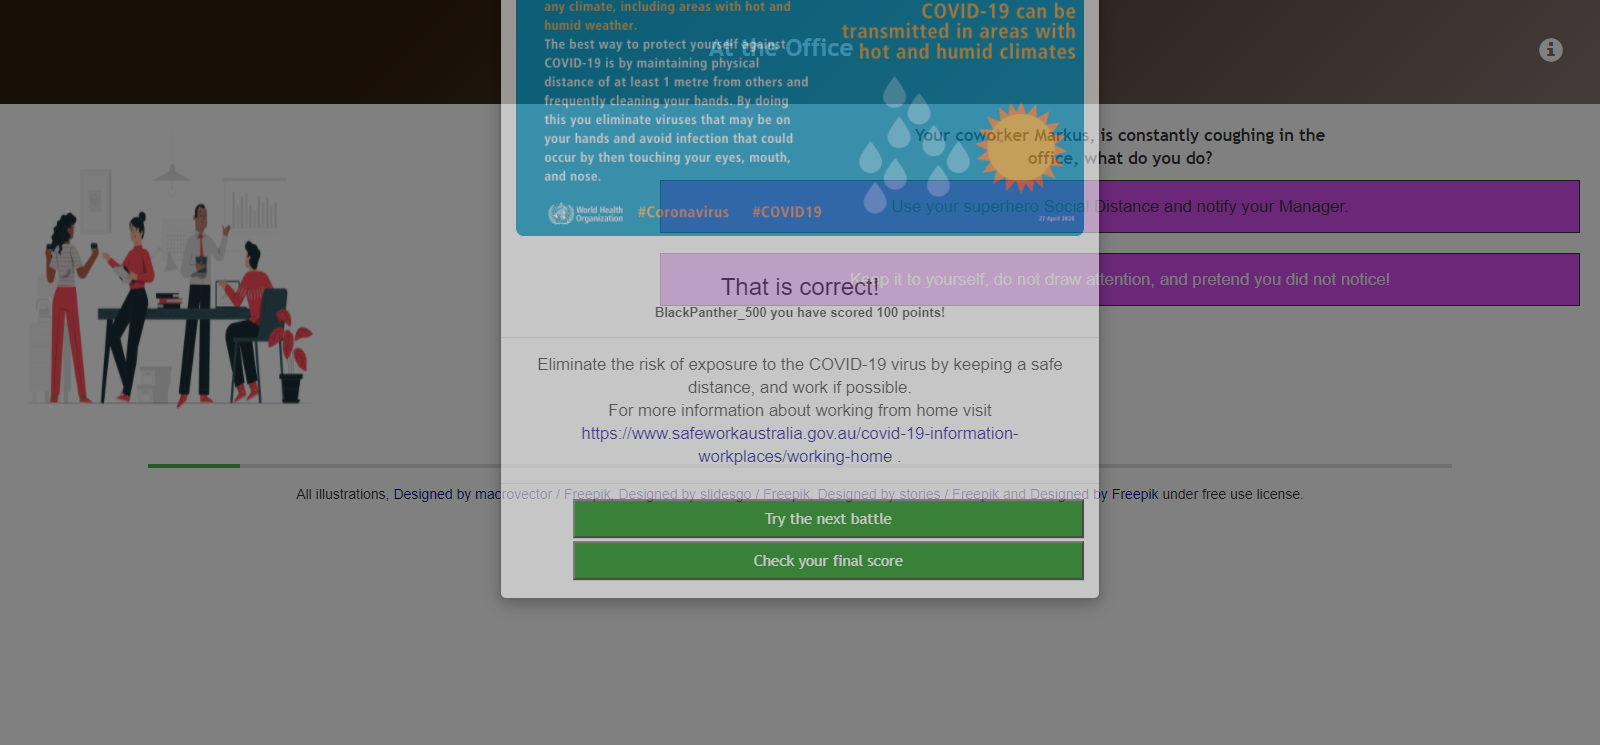 any climate, including areas with hot and
humid weather.
The best way to protect yourself against
COVID-19 is by maintaining physical
distance of at least 1 metre from others and
frequently cleaning your hands. By doing
this you eliminate viruses that may be on
your hands and avoid infection that could
occur by then touching your eyes, mouth,
and nose.
World Health
Organization
#Coronavirus #COVID19
COVID-19 can be
transmitted in areas with
hot and humid climates
27 April 2020
At the Office
Your coworker Markus, is constantly coughing in the
office, what do you do?
Use your superhero Social Distance and notify your Manager.
Keep it to yourself, do not draw attention, and pretend you did not notice!
That is correct!
BlackPanther_500 you have scored 100 points!
Eliminate the risk of exposure to the COVID-19 virus by keeping a safe
distance, and work if possible.
For more information about working from home visit
https://www.safeworkaustralia.gov.au/covid-19-information-
workplaces/working-home .
All illustrations, Designed by macrovector / Freepik, Designed by slidesgo / Freepik, Designed by stories / Freepik and Designed by Freepik under free use license.
Try the next battle
Check your final score